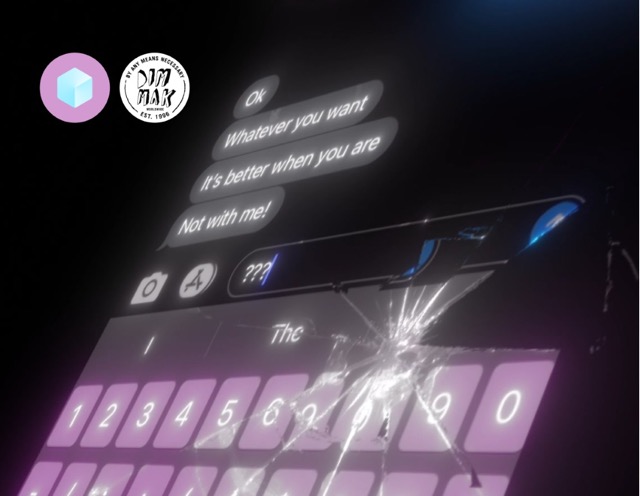 BY ANY MEANS NECESSARY
DIM
MAK
WORLDWIDE
EST. 1996
Ok
Whatever you want
It's better when you are
Not with me!
???
I
The
1 2 3 4 5 6 9 0